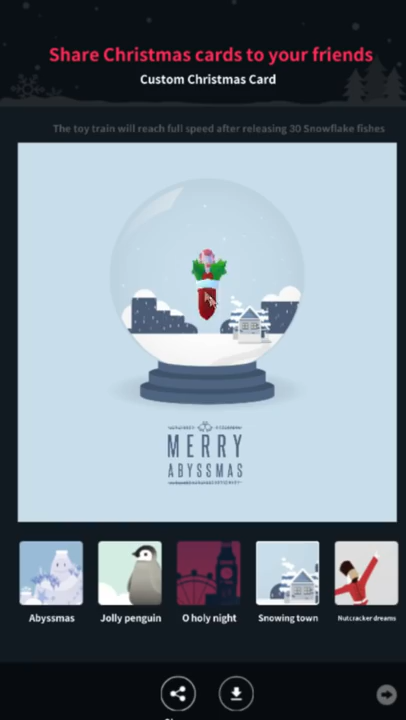 Share Christmas cards to your friends
Custom Christmas Card
The toy train will reach full speed after releasing 30 Snowflake fishes
MERRY
ABYSSMAS
Abyssmas
Jolly penguin
O holy night
Snowing town
Nutcracker dreams